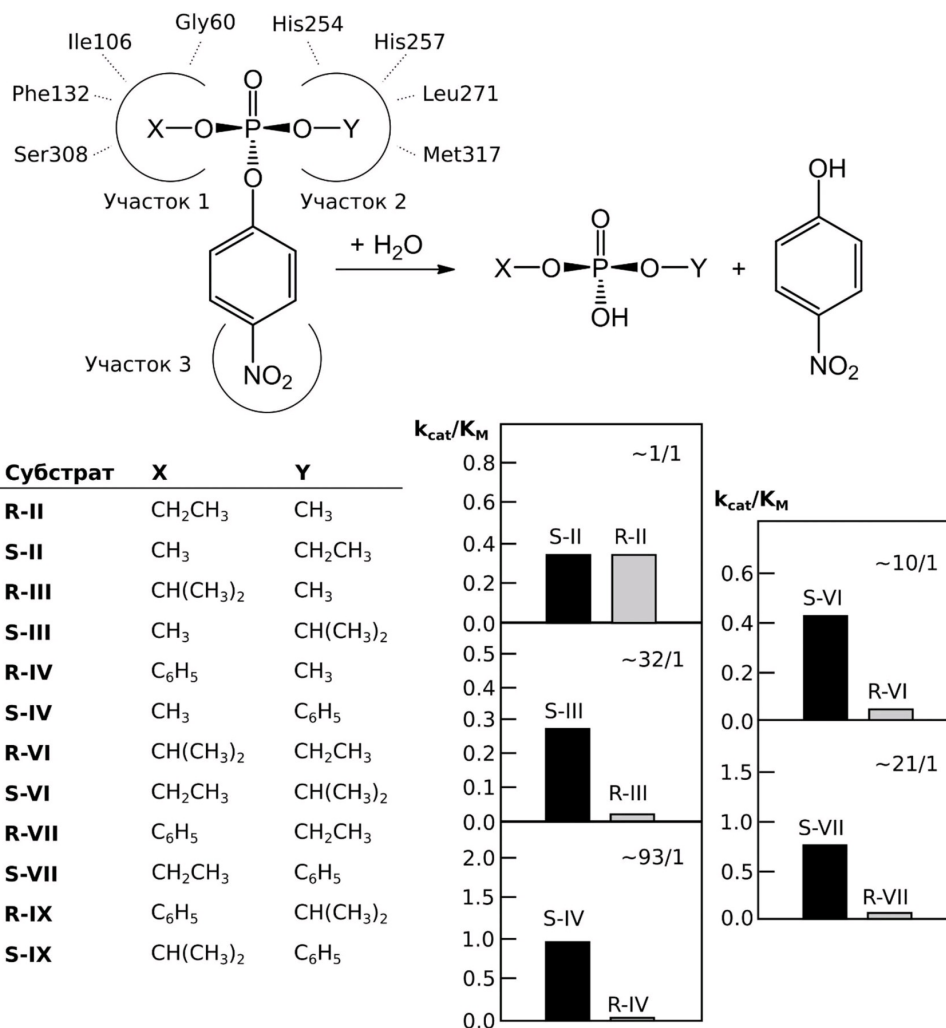 Gly60 His254
Ile106 His257
Phe132 Leu271
Ser308 Met317
O
X—O P O—Y
O
Участок 1 Участок 2
+ H₂O
NO₂
Участок 3
O
X—O P O—Y
OH
+
OH
NO₂
Субстрат X Y
R-II CH₂CH₃ CH₃
S-II CH₃ CH₂CH₃
R-III CH(CH₃)₂ CH₃
S-III CH₃ CH(CH₃)₂
R-IV C₆H₅ CH₃
S-IV CH₃ C₆H₅
R-VI CH(CH₃)₂ CH₂CH₃
S-VI CH₂CH₃ CH(CH₃)₂
R-VII C₆H₅ CH₂CH₃
S-VII CH₂CH₃ C₆H₅
R-IX C₆H₅ CH(CH₃)₂
S-IX CH(CH₃)₂ C₆H₅
k_cat/K_M
~1/1
0.8
0.6
0.4
0.2
0.0
S-II R-II
~32/1
0.5
0.4
0.3
0.2
0.1
0.0
S-III
R-III
~93/1
2.0
1.5
1.0
0.5
0.0
S-IV
R-IV
k_cat/K_M
~10/1
0.6
0.4
0.2
0.0
S-VI
R-VI
~21/1
1.5
1.0
0.5
0.0
S-VII
R-VII